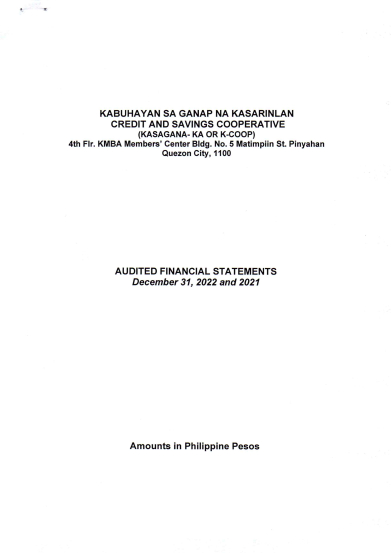 KABUHAYAN SA GANAP NA KASARINLAN
CREDIT AND SAVINGS COOPERATIVE
(KASAGANA- KA OR K-COOP)
4th Flr. KMBA Members' Center Bldg. No. 5 Matimpiin St. Pinyahan
Quezon City, 1100
AUDITED FINANCIAL STATEMENTS
December 31, 2022 and 2021
Amounts in Philippine Pesos